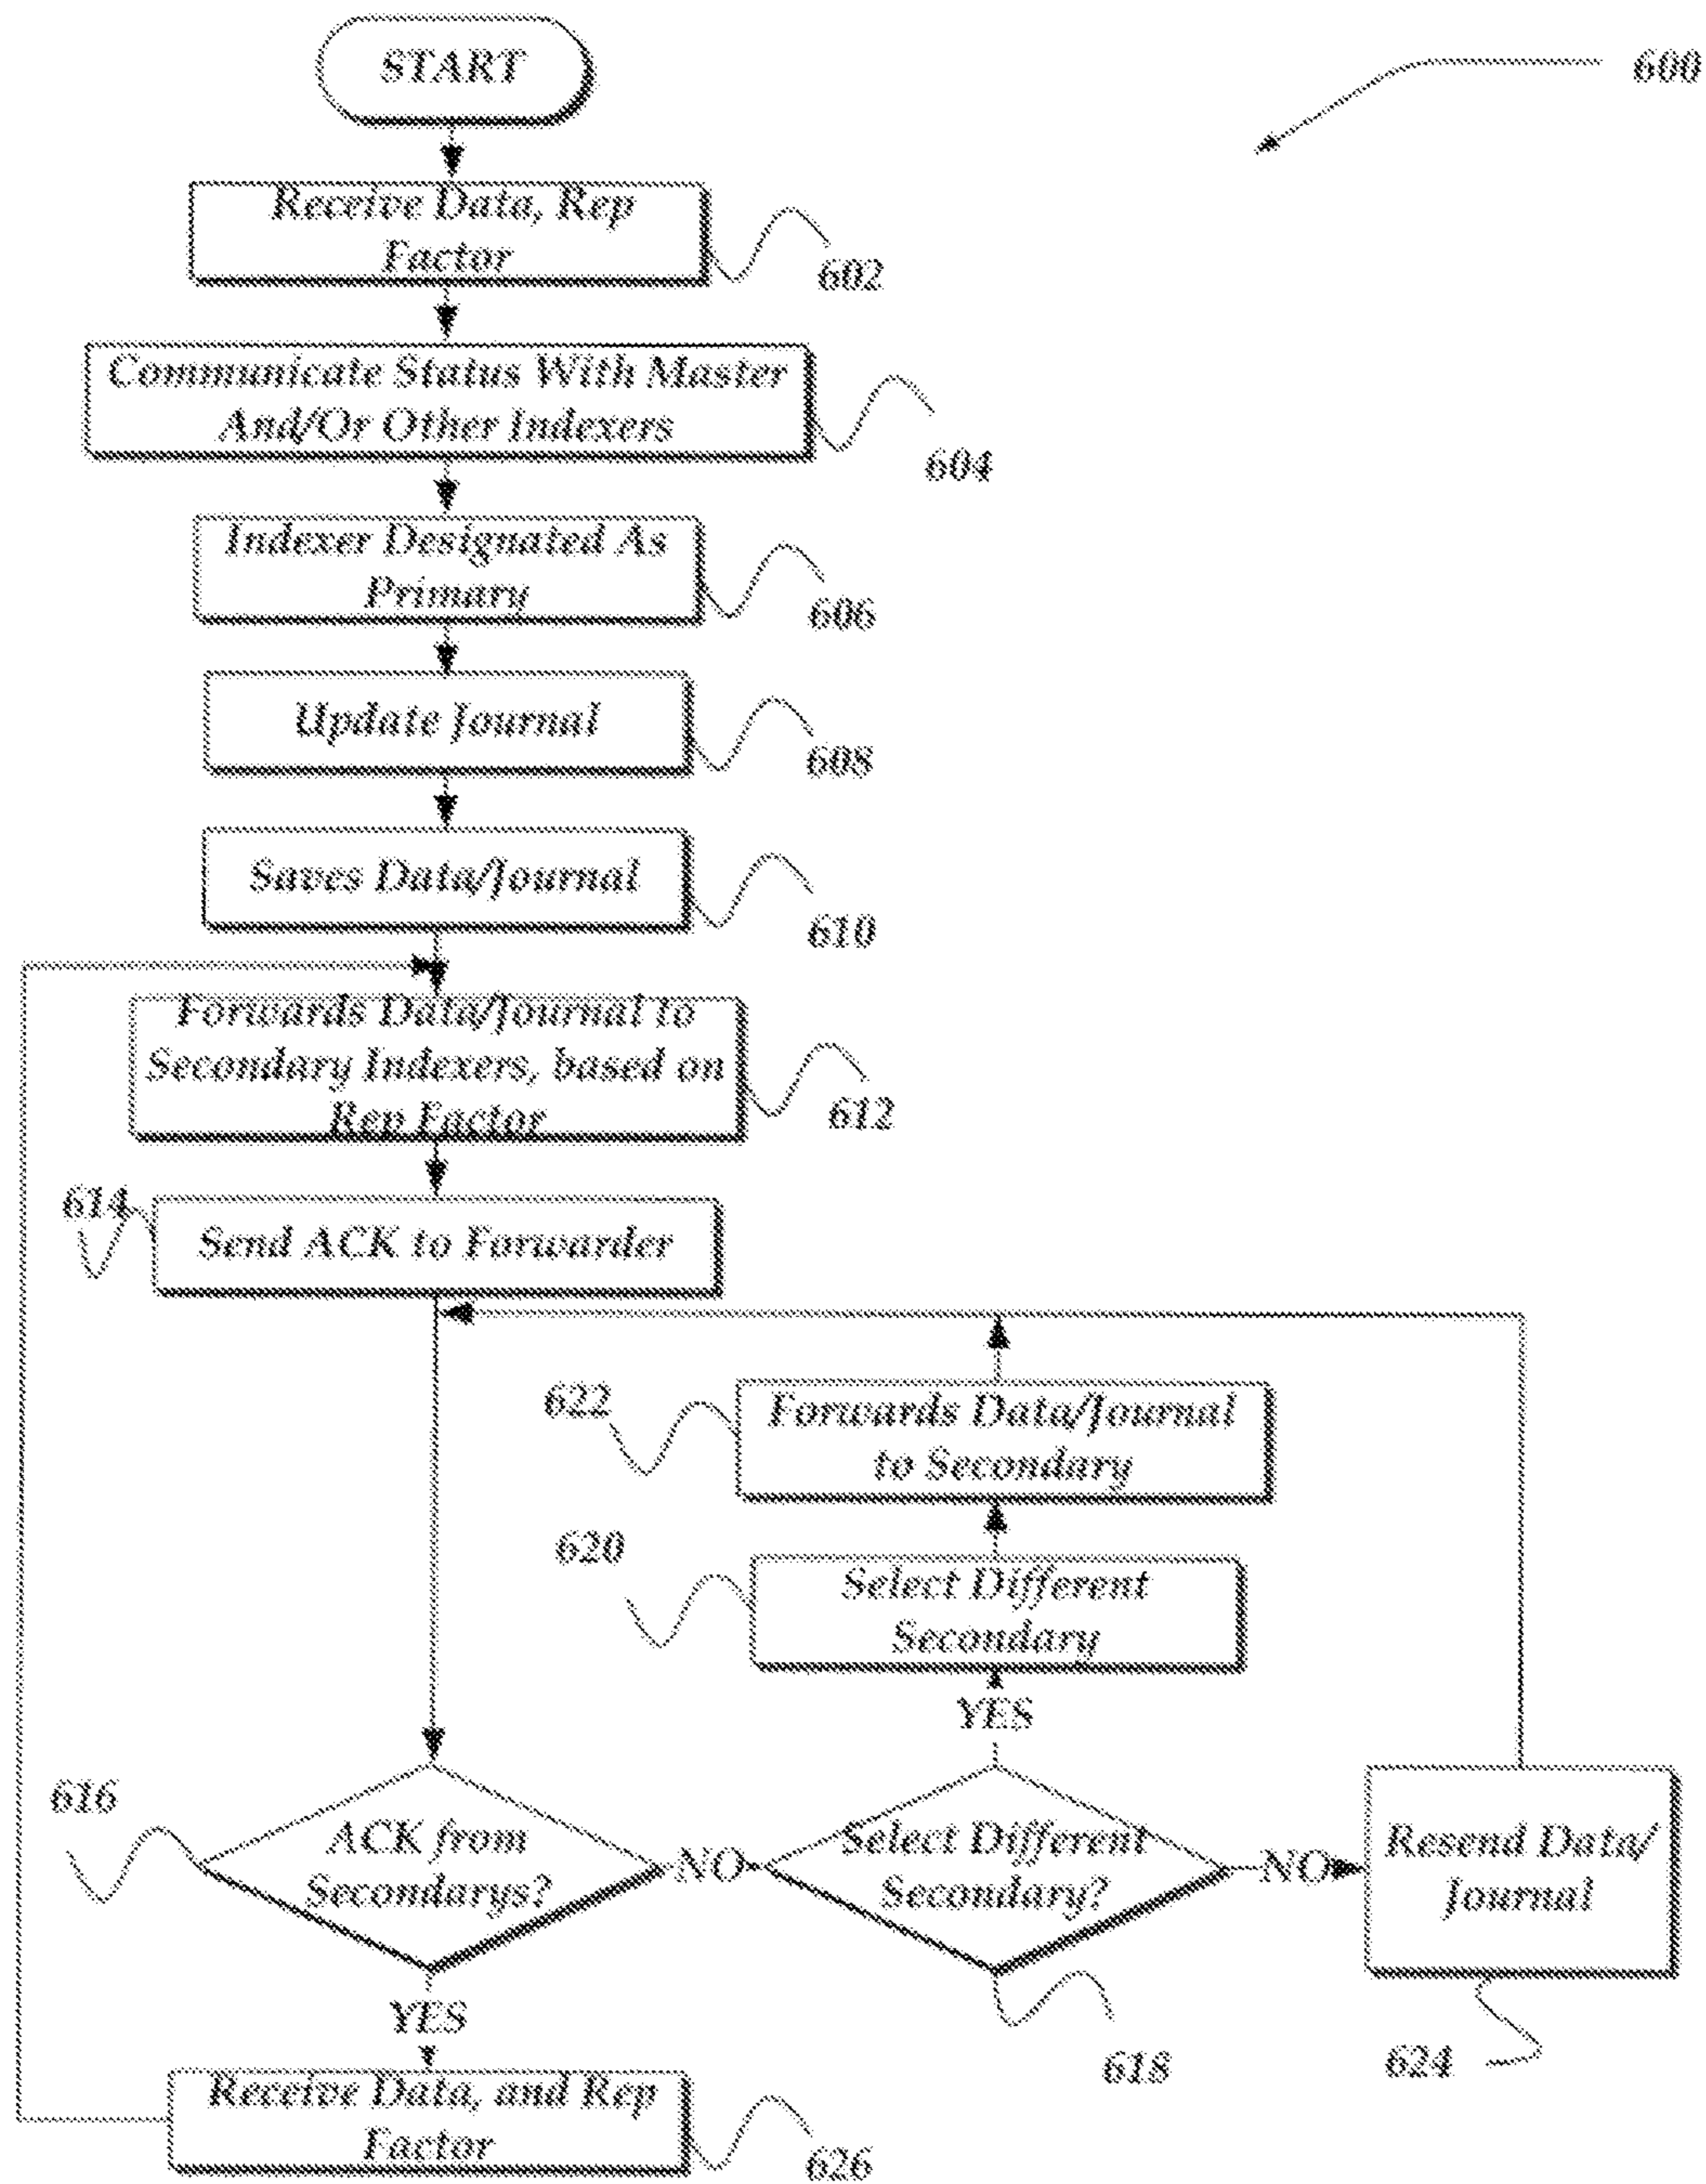 START
600
Receive Data, Rep
Factor
602
Communicate Status With Master
And/Or Other Indexers
604
Indexer Designated As
Primary
606
Update Journal
608
Saves Data/Journal
610
Forwards Data/Journal to
Secondary Indexers, based on
Rep Factor
612
614
Send ACK to Forwarder
622
Forwards Data/Journal
to Secondary
620
Select Different
Secondary
YES
616
ACK from
Secondarys?
NO
Select Different
Secondary?
NO
Resend Data/
Journal
YES
618
624
Receive Data, and Rep
Factor
626